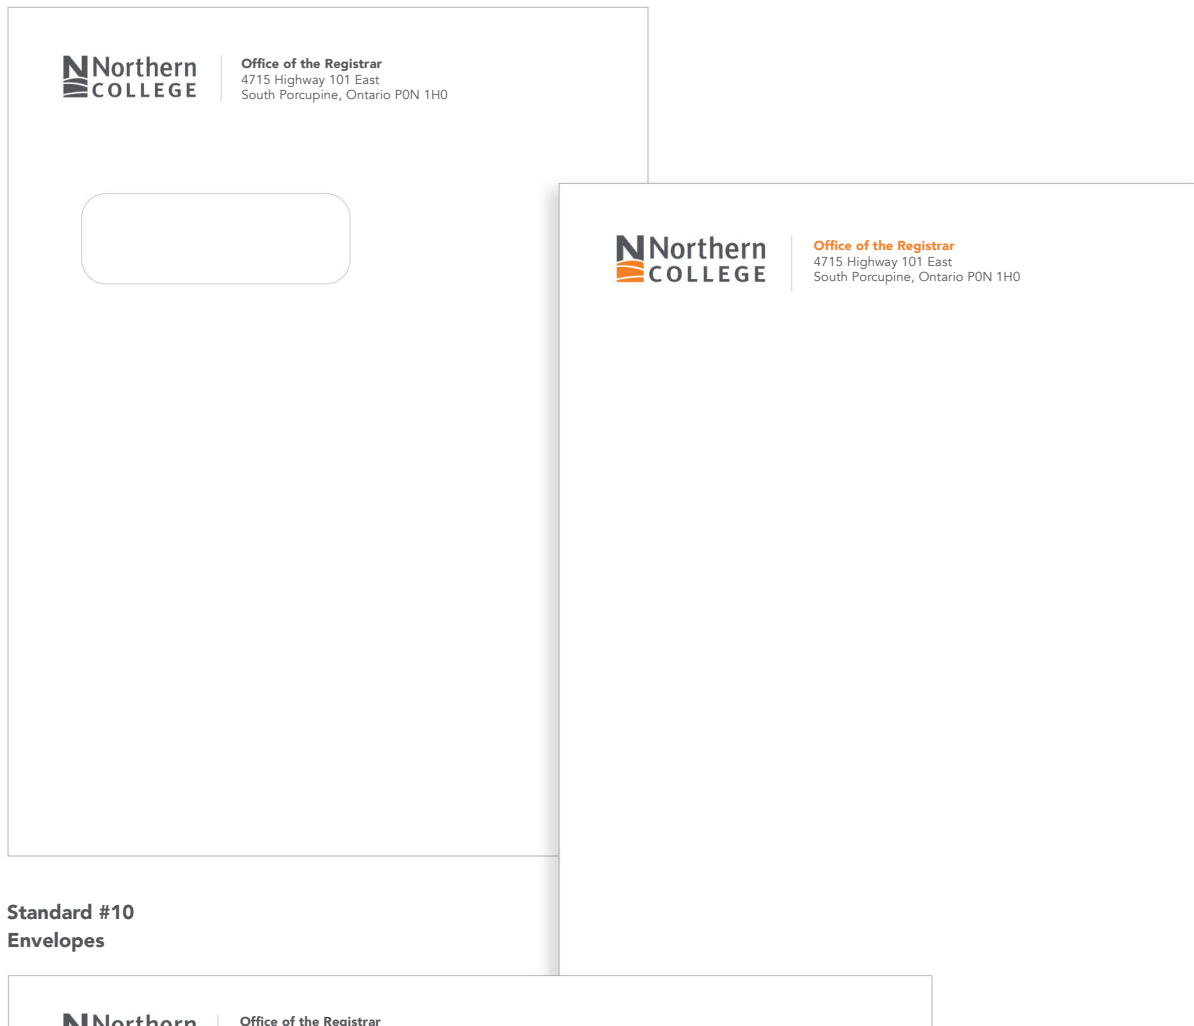 Northern
COLLEGE
Office of the Registrar
4715 Highway 101 East
South Porcupine, Ontario P0N 1H0
Northern
COLLEGE
Office of the Registrar
4715 Highway 101 East
South Porcupine, Ontario P0N 1H0
Standard #10
Envelopes
Northern
Office of the Registrar